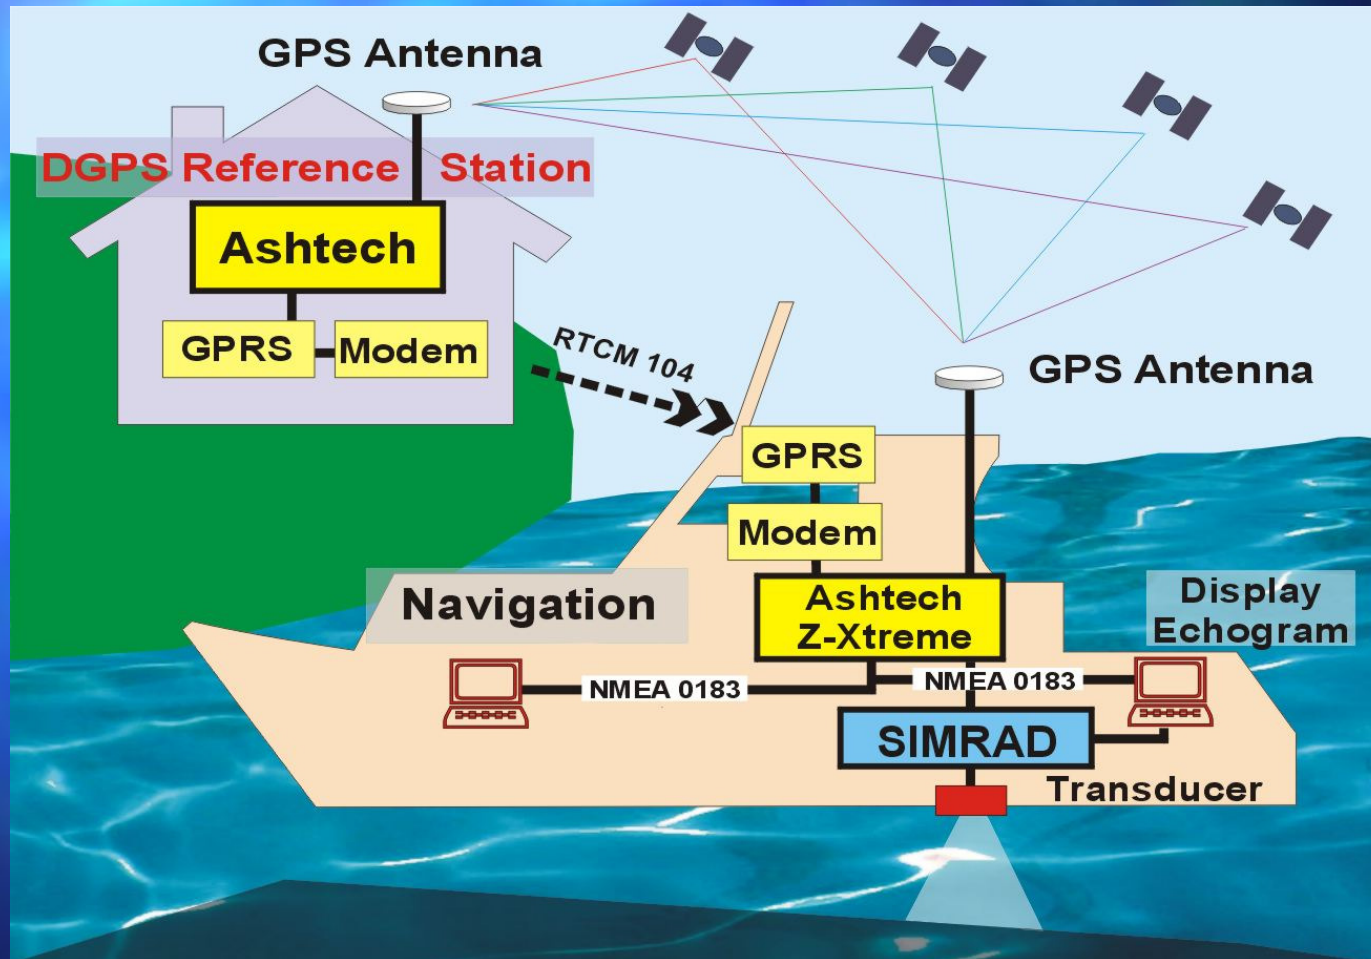 GPS Antenna
DGPS Reference Station
Ashtech
GPRS
Modem
RTCM 104
GPS Antenna
GPRS
Modem
Navigation
Ashtech
Z-Xtreme
Display
Echogram
NMEA 0183
NMEA 0183
SIMRAD
Transducer